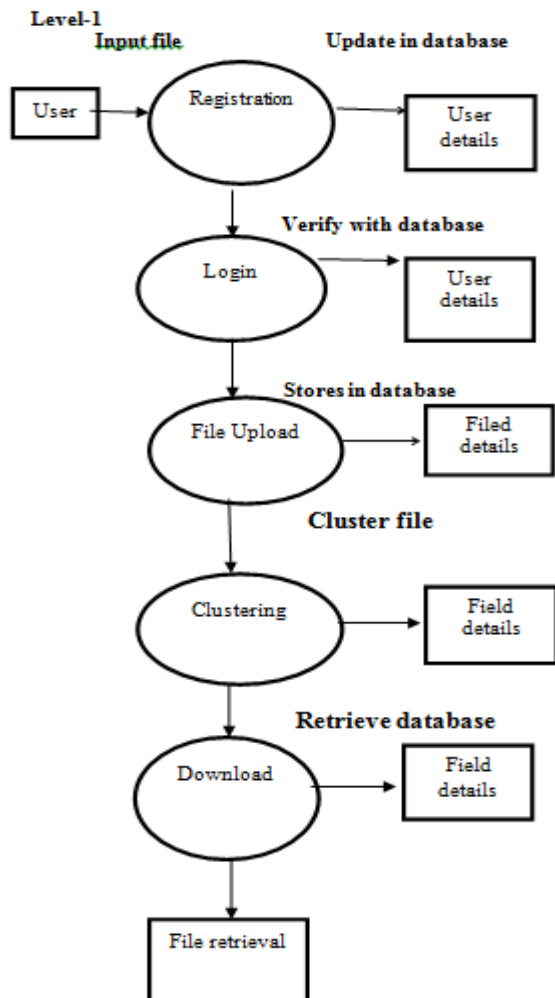 Level-1
Input file
Update in database
User
Registration
User
details
Verify with database
Login
User
details
Stores in database
File Upload
Filed
details
Cluster file
Clustering
Field
details
Retrieve database
Download
Field
details
File retrieval